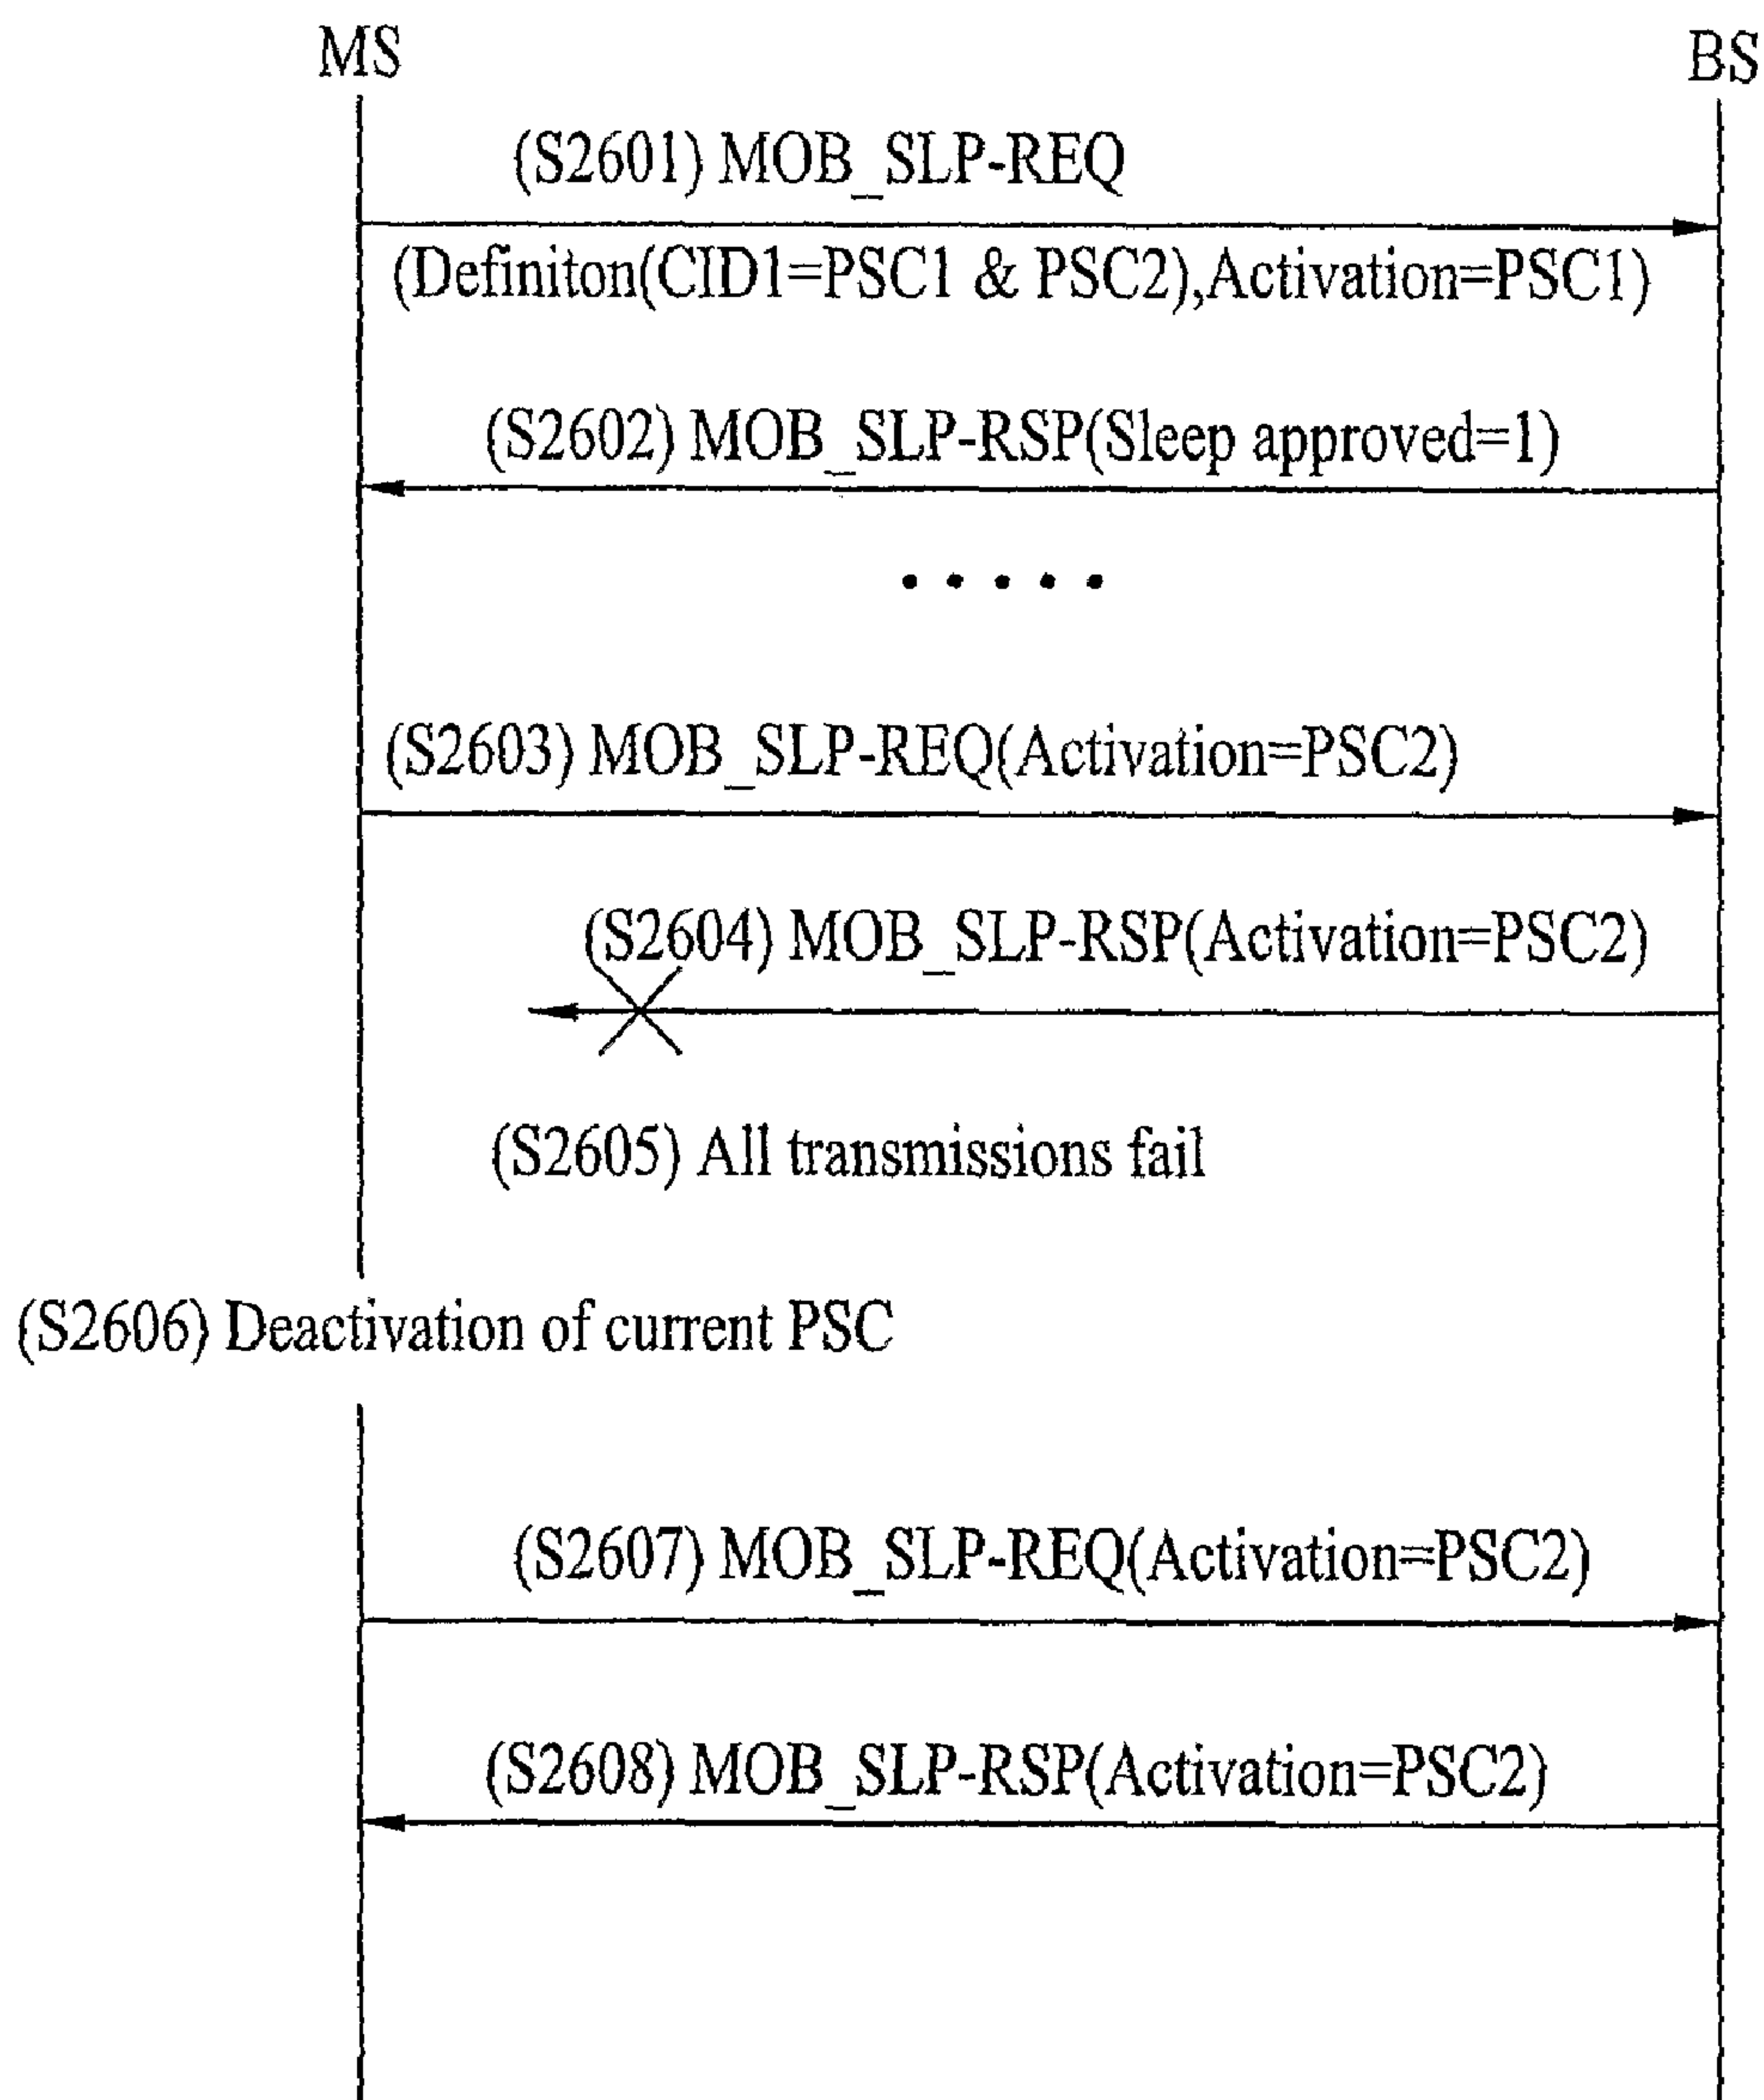 MS BS
(S2601) MOB_SLP-REQ
(Definiton(CID1=PSC1 & PSC2),Activation=PSC1)
(S2602) MOB_SLP-RSP(Sleep approved=1)
(S2603) MOB_SLP-REQ(Activation=PSC2)
(S2604) MOB_SLP-RSP(Activation=PSC2)
(S2605) All transmissions fail
(S2606) Deactivation of current PSC
(S2607) MOB_SLP-REQ(Activation=PSC2)
(S2608) MOB_SLP-RSP(Activation=PSC2)